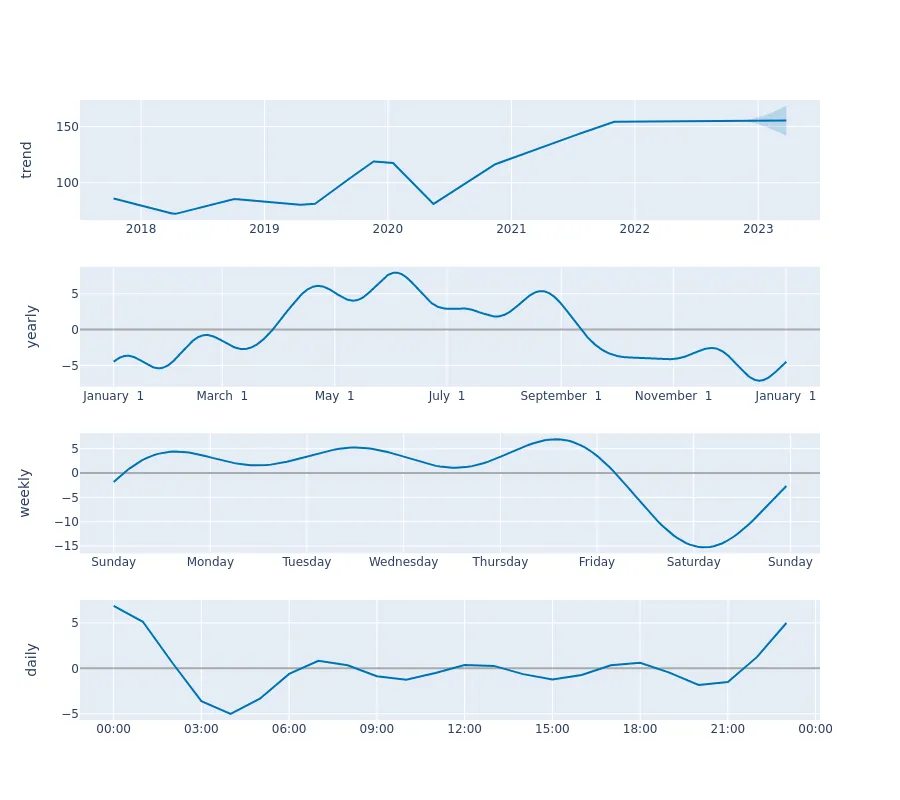 trend
150
100
2018 2019 2020 2021 2022 2023
yearly
5
0
−5
January 1 March 1 May 1 July 1 September 1 November 1 January 1
weekly
5
0
−5
−10
−15
Sunday Monday Tuesday Wednesday Thursday Friday Saturday Sunday
daily
5
0
−5
00:00 03:00 06:00 09:00 12:00 15:00 18:00 21:00 00:00